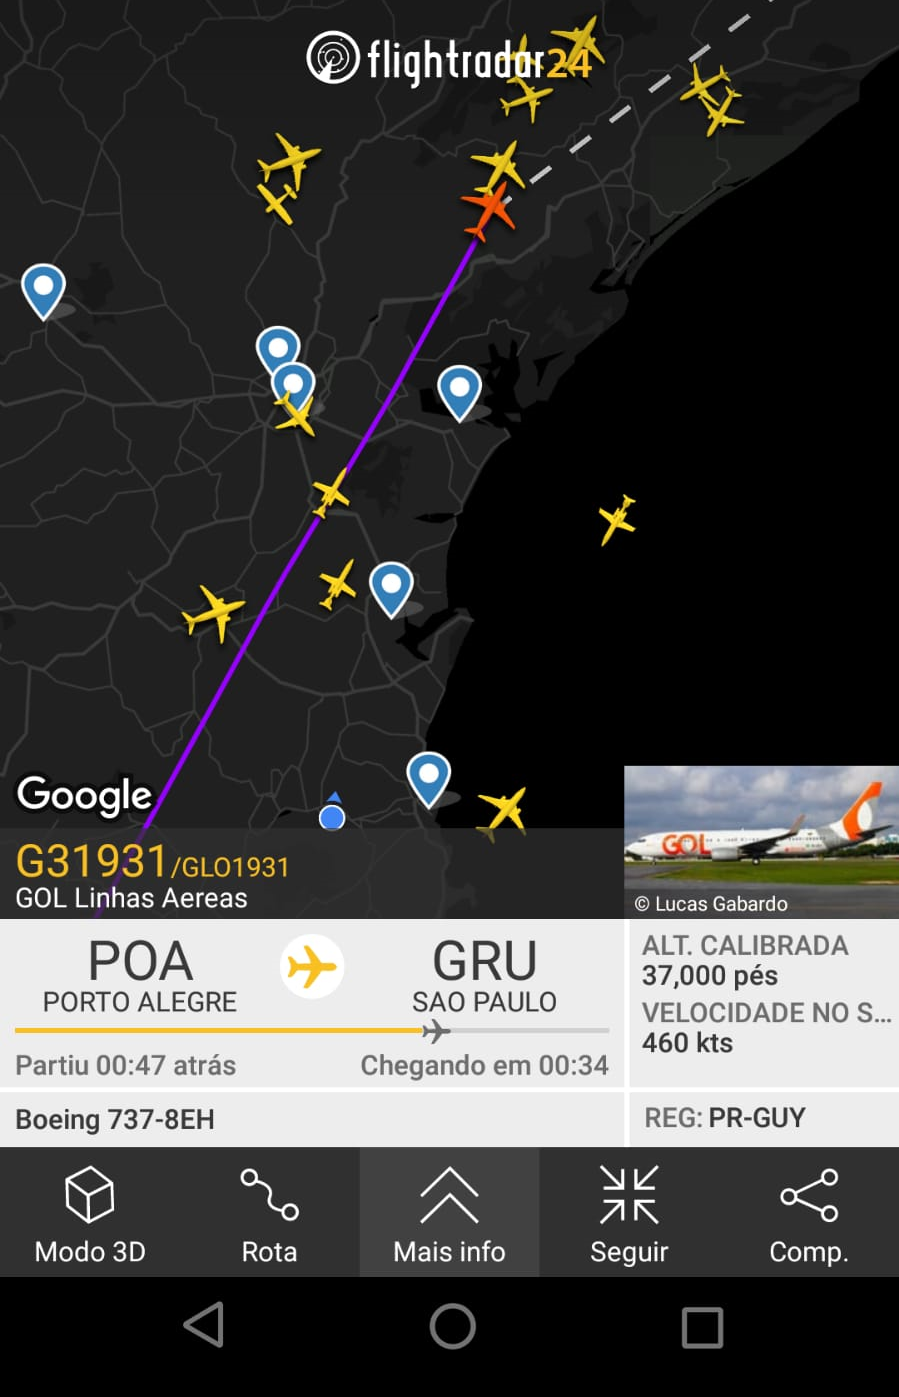 flightradar24
Google
G31931/GLO1931
GOL Linhas Aereas
GOL
© Lucas Gabardo
POA
PORTO ALEGRE
GRU
SAO PAULO
Partiu 00:47 atrás
Chegando em 00:34
ALT. CALIBRADA
37,000 pés
VELOCIDADE NO S...
460 kts
Boeing 737-8EH
REG: PR-GUY
Modo 3D
Rota
Mais info
Seguir
Comp.